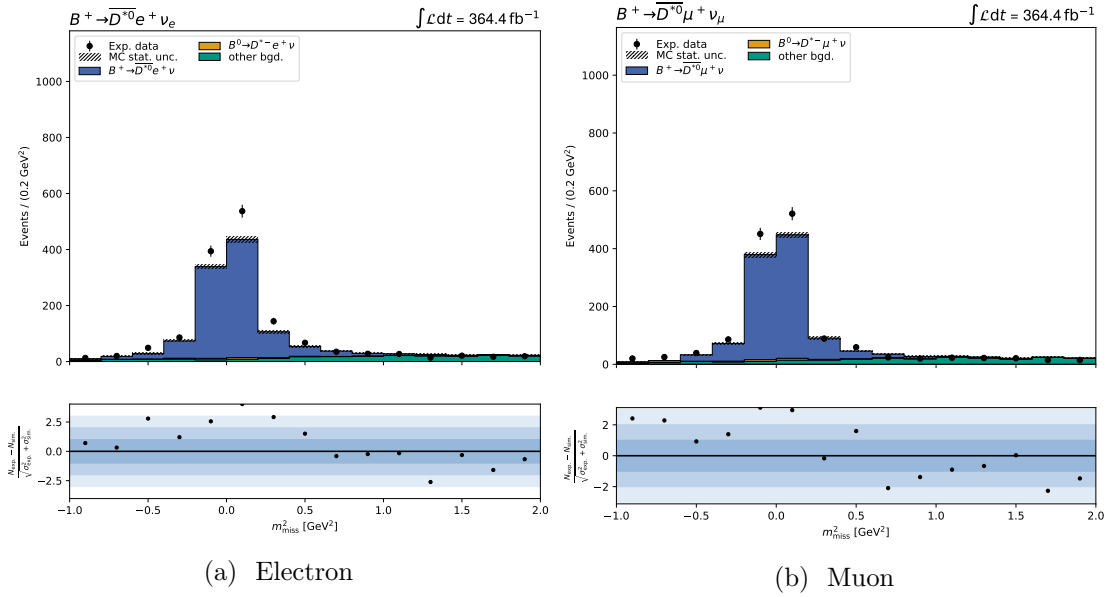 B⁺→D̅*⁰e⁺νₑ ∫ℒdt = 364.4 fb⁻¹
Exp. data
MC stat. unc.
B⁺→D̅*⁰e⁺ν
B⁰→D*⁻e⁺ν
other bgd.
Events / (0.2 GeV²)
1000
800
600
400
200
0
(N_exp. − N_sim.) / √(σ²_exp. + σ²_sim.)
2.5
0.0
−2.5
−1.0 −0.5 0.0 0.5 1.0 1.5 2.0
m²_miss [GeV²]
(a) Electron
B⁺→D̅*⁰μ⁺ν_μ ∫ℒdt = 364.4 fb⁻¹
Exp. data
MC stat. unc.
B⁺→D̅*⁰μ⁺ν
B⁰→D*⁻μ⁺ν
other bgd.
Events / (0.2 GeV²)
1000
800
600
400
200
0
(N_exp. − N_sim.) / √(σ²_exp. + σ²_sim.)
2
0
−2
−1.0 −0.5 0.0 0.5 1.0 1.5 2.0
m²_miss [GeV²]
(b) Muon